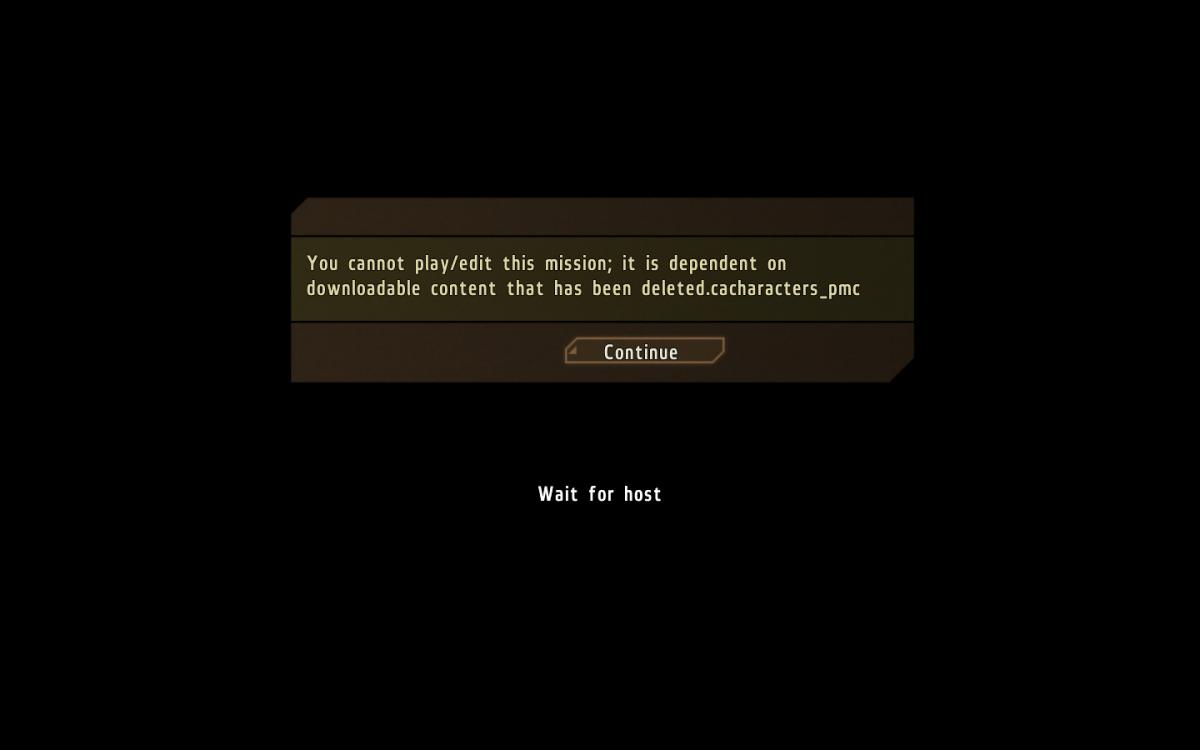 You cannot play/edit this mission; it is dependent on
downloadable content that has been deleted.cacharacters_pmc
Continue
Wait for host